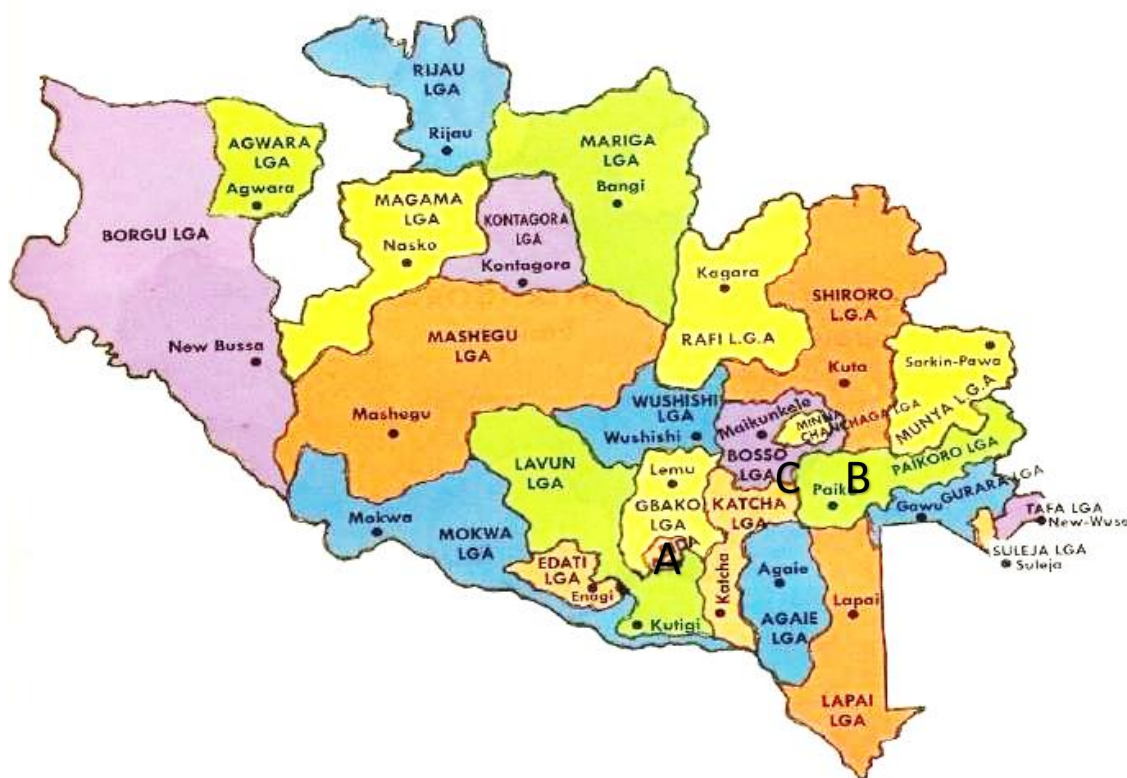 RIJAU
LGA
Rijau
AGWARA
LGA
Agwara
MARIGA
LGA
Bangi
MAGAMA
LGA
Nasko
KONTAGORA
LGA
Kontagora
BORGU LGA
Kagara
RAFI L.G.A
SHIRORO
L.G.A
Kuta
New Bussa
MASHEGU
LGA
Mashegu
Sarkin-Pawa
MUNYA L.G.A
WUSHISHI
LGA
Wushishi
Maikunkele
MINNA
CHANCHAGA LGA
BOSSO
LGA
C
B
PAIKORO LGA
LAVUN
LGA
Lemu
GBAKO
LGA
KATCHA
LGA
Gawu
GURARA LGA
TAFA LGA
New-Wuse
SULEJA LGA
Suleja
Mokwa
MOKWA
LGA
A
EDATI
LGA
Enagi
Katcha
Agaie
AGAIE
LGA
Lapai
Kutigi
LAPAI
LGA